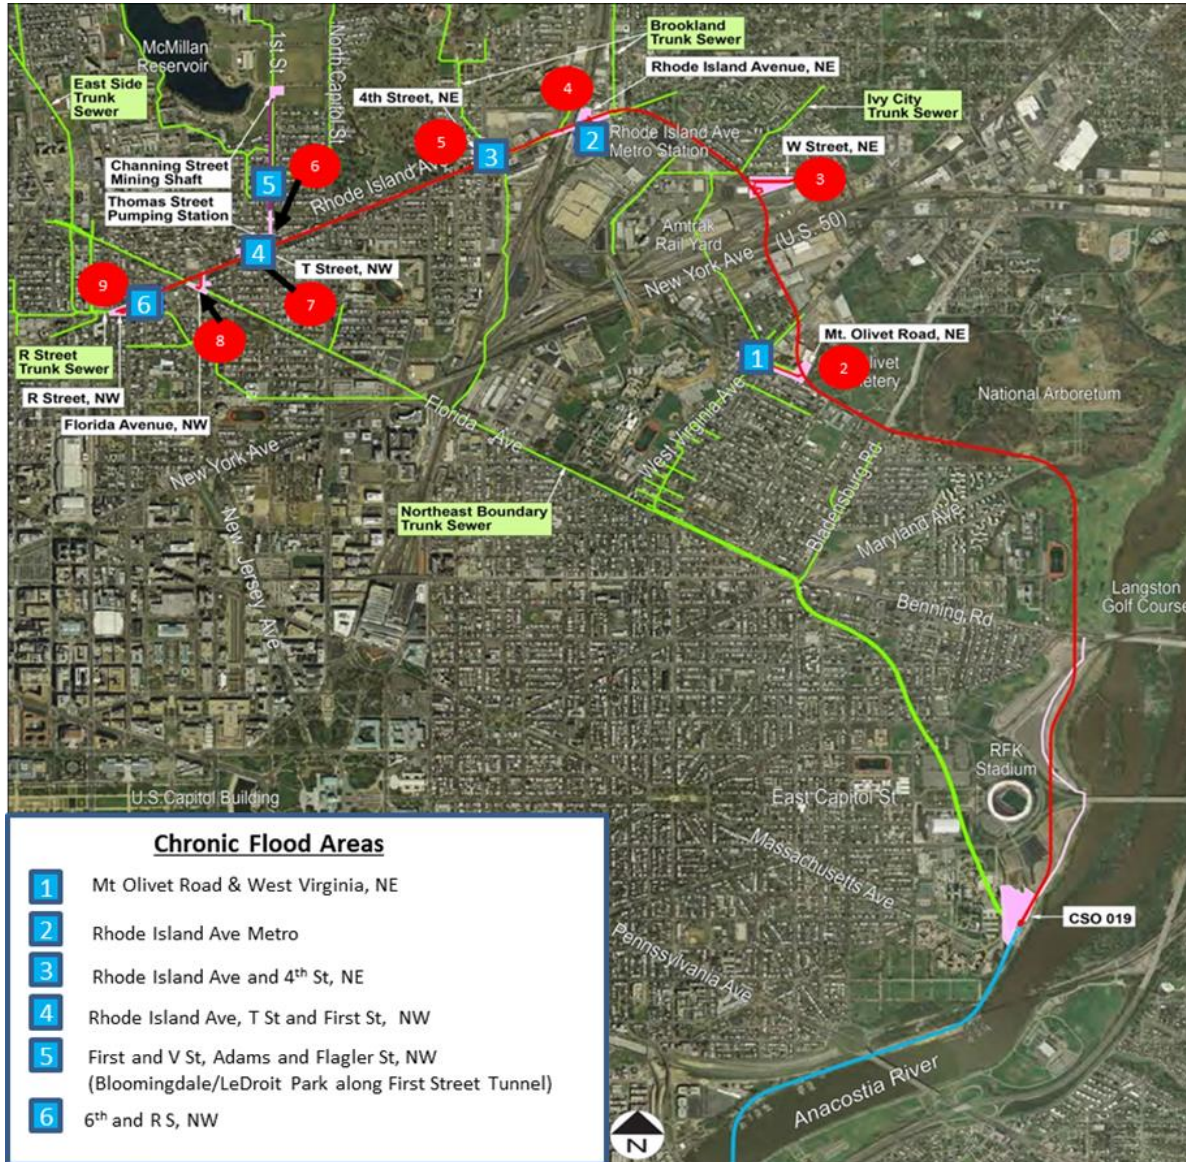 McMillan
Reservoir
1st St
North Capitol St
Brookland
Trunk Sewer
Rhode Island Avenue, NE
East Side
Trunk
Sewer
4th Street, NE
4
5
3
2
Rhode Island Ave
Metro Station
Ivy City
Trunk Sewer
W Street, NE
3
Channing Street
Mining Shaft
5
6
Rhode Island Ave
Thomas Street
Pumping Station
4
T Street, NW
Amtrak
Rail Yard
New York Ave
(U.S. 50)
9
6
7
8
R Street
Trunk Sewer
R Street, NW
Florida Avenue, NW
1
Mt. Olivet Road, NE
2
National Arboretum
Florida Ave
West Virginia Ave
New York Ave
New Jersey Ave
Northeast Boundary
Trunk Sewer
Bladensburg Rd
Maryland Ave
Benning Rd
Langston
Golf Course
RFK
Stadium
U.S.Capitol Building
East Capitol St
Massachusetts Ave
Pennssylvania Ave
CSO 019
Anacostia River
N
Chronic Flood Areas
1 Mt Olivet Road & West Virginia, NE
2 Rhode Island Ave Metro
3 Rhode Island Ave and 4th St, NE
4 Rhode Island Ave, T St and First St, NW
5 First and V St, Adams and Flagler St, NW
(Bloomingdale/LeDroit Park along First Street Tunnel)
6 6th and R S, NW